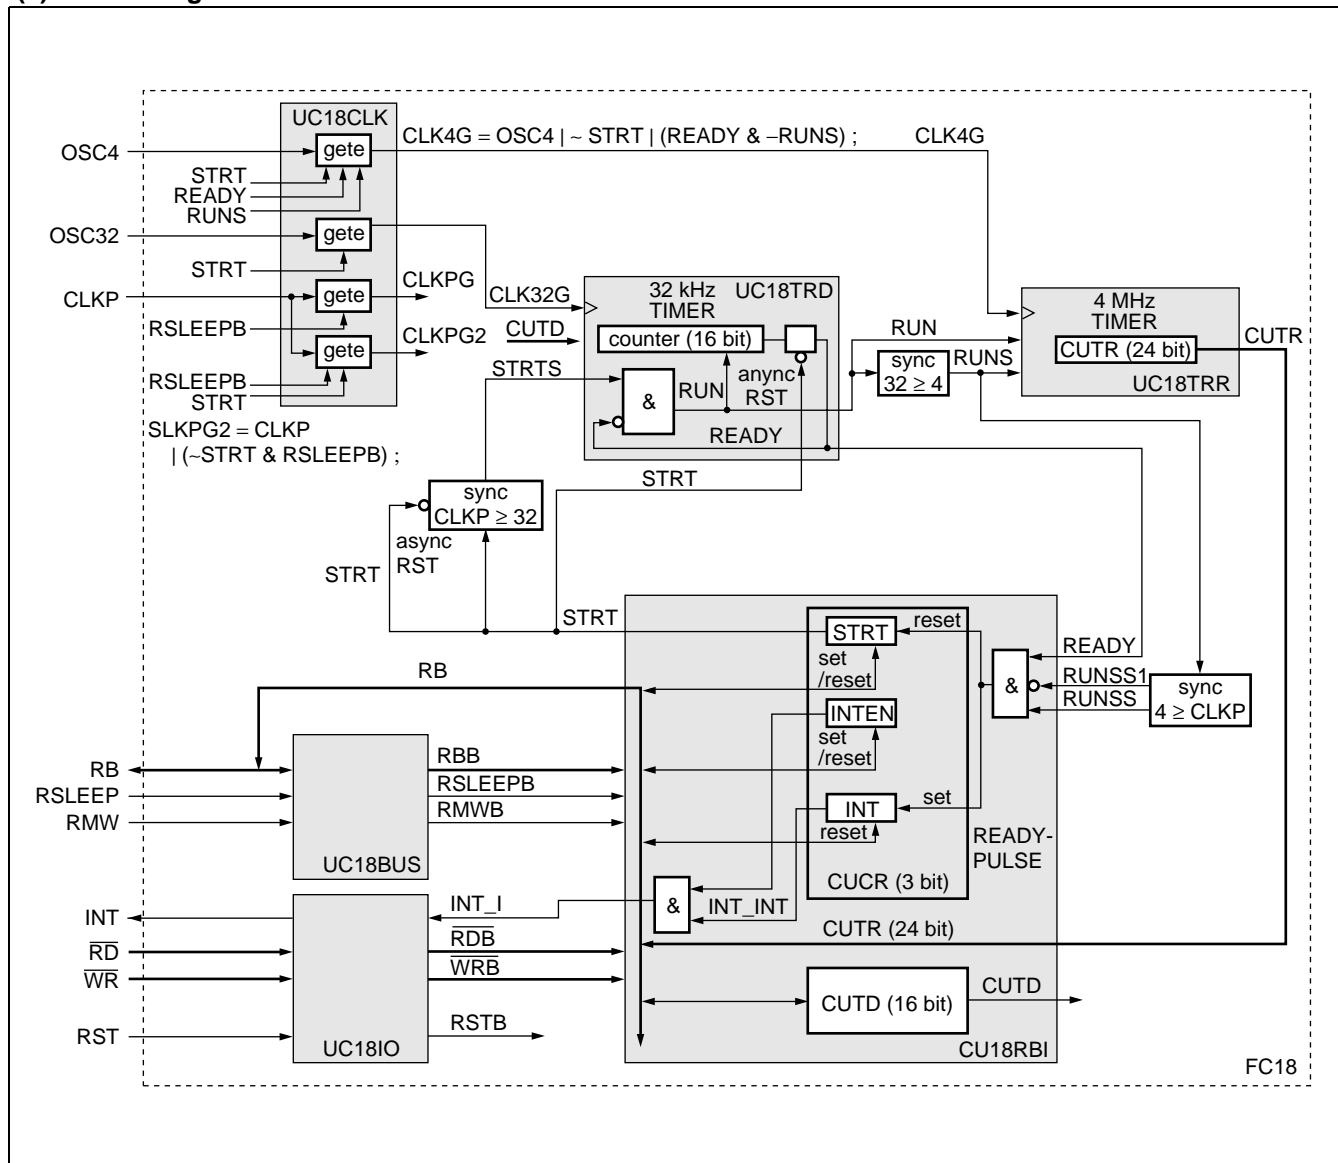 UC18CLK
OSC4
gete
CLK4G = OSC4 | ~ STRT | (READY & –RUNS) ;
CLK4G
STRT
READY
RUNS
OSC32
gete
STRT
CLKP
gete
CLKPG
RSLEEPB
gete
CLKPG2
RSLEEPB
STRT
SLKPG2 = CLKP
| (~STRT & RSLEEPB) ;
CLK32G
CUTD
STRTS
32 kHz
TIMER
UC18TRD
counter (16 bit)
&
RUN
anync
RST
READY
STRT
RUN
sync
32 ≥ 4
RUNS
4 MHz
TIMER
CUTR (24 bit)
UC18TRR
CUTR
sync
CLKP ≥ 32
async
RST
STRT
STRT
STRT
reset
set
/reset
INTEN
set
/reset
INT
set
reset
CUCR (3 bit)
READY-
PULSE
&
READY
RUNSS1
RUNSS
sync
4 ≥ CLKP
RB
RB
RSLEEP
RMW
UC18BUS
RBB
RSLEEPB
RMWB
INT
RD
WR
RST
UC18IO
INT_I
RDB
WRB
RSTB
&
INT_INT
CUTR (24 bit)
CUTD (16 bit)
CUTD
CU18RBI
FC18